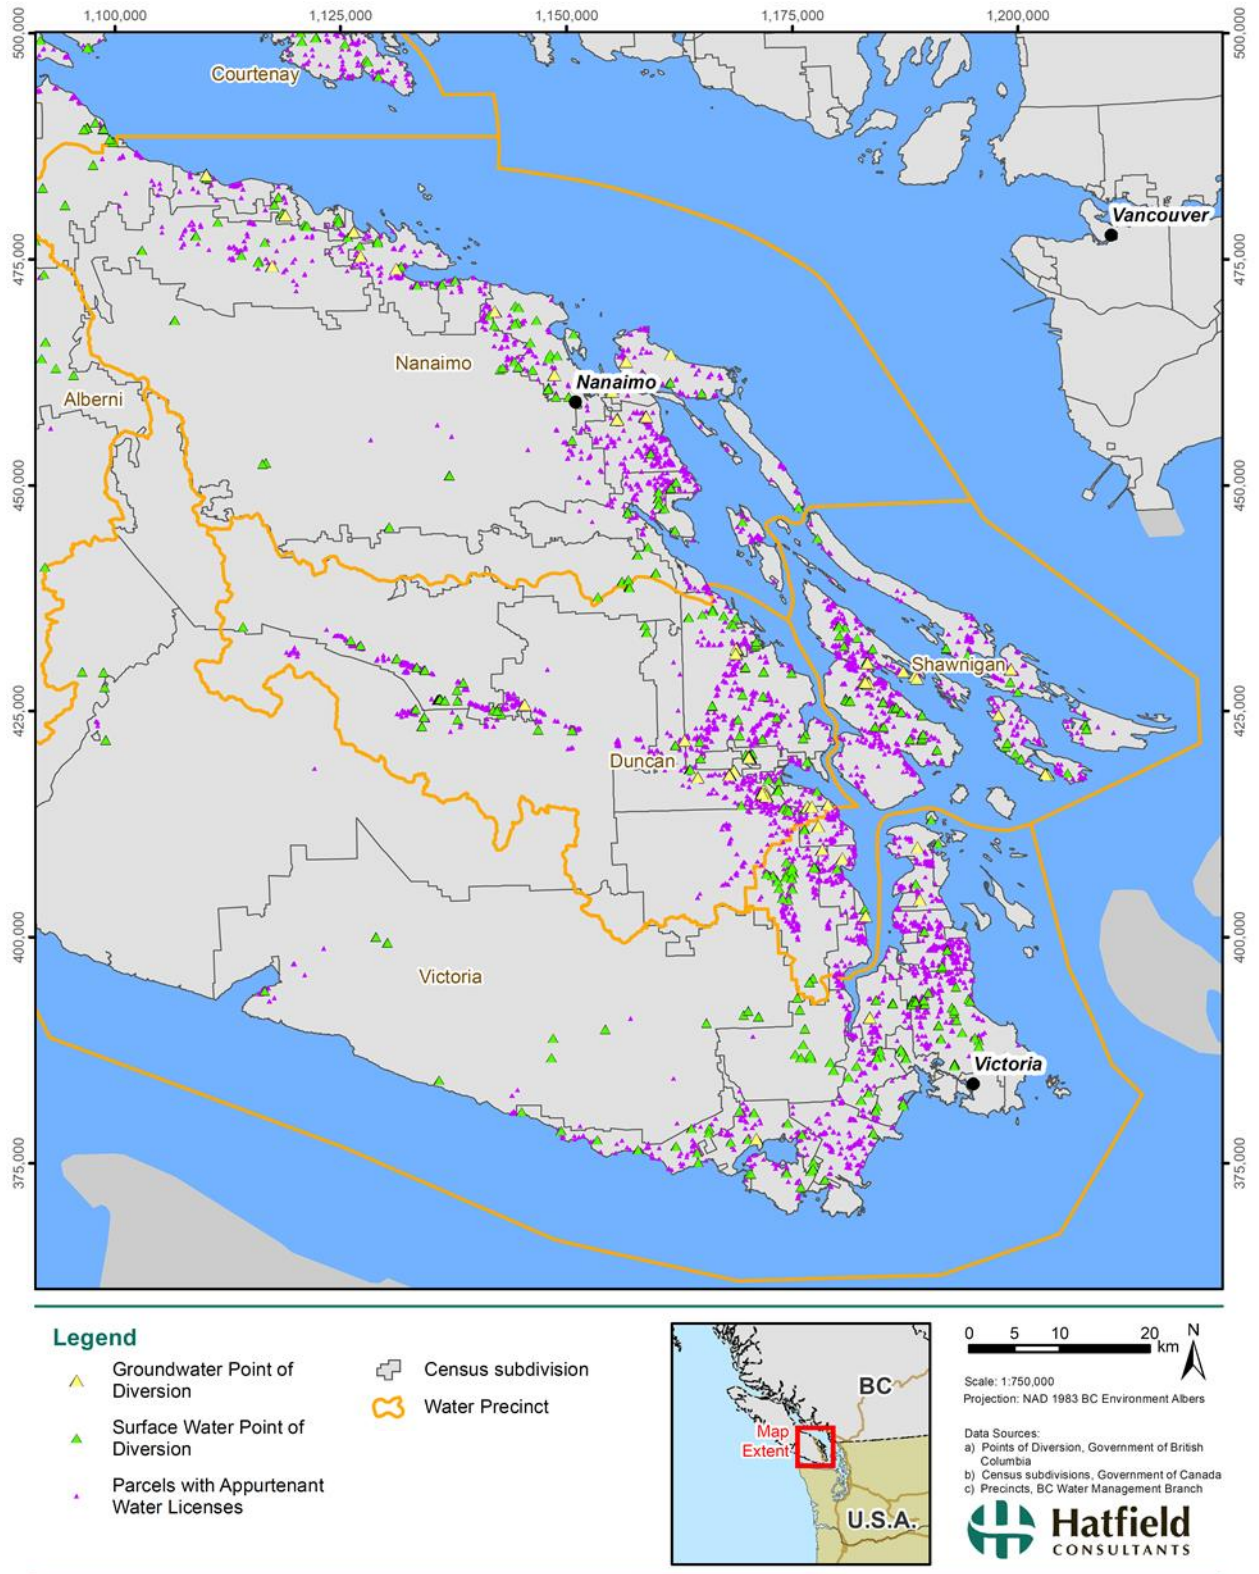 1,100,000
1,125,000
1,150,000
1,175,000
1,200,000
500,000
500,000
Courtenay
Vancouver
475,000
475,000
Nanaimo
Nanaimo
Alberni
450,000
450,000
Shawnigan
425,000
425,000
Duncan
400,000
400,000
Victoria
Victoria
375,000
375,000
Legend
Groundwater Point of
Diversion
Surface Water Point of
Diversion
Parcels with Appurtenant
Water Licenses
Census subdivision
Water Precinct
BC
Map
Extent
U.S.A.
0 5 10 20 km
N
Scale: 1:750,000
Projection: NAD 1983 BC Environment Albers
Data Sources:
a) Points of Diversion, Government of British
Columbia
b) Census subdivisions, Government of Canada
c) Precincts, BC Water Management Branch
Hatfield
CONSULTANTS